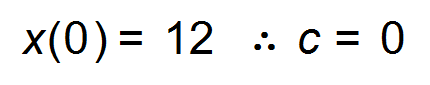 x(0) = 12 ∴ c = 0